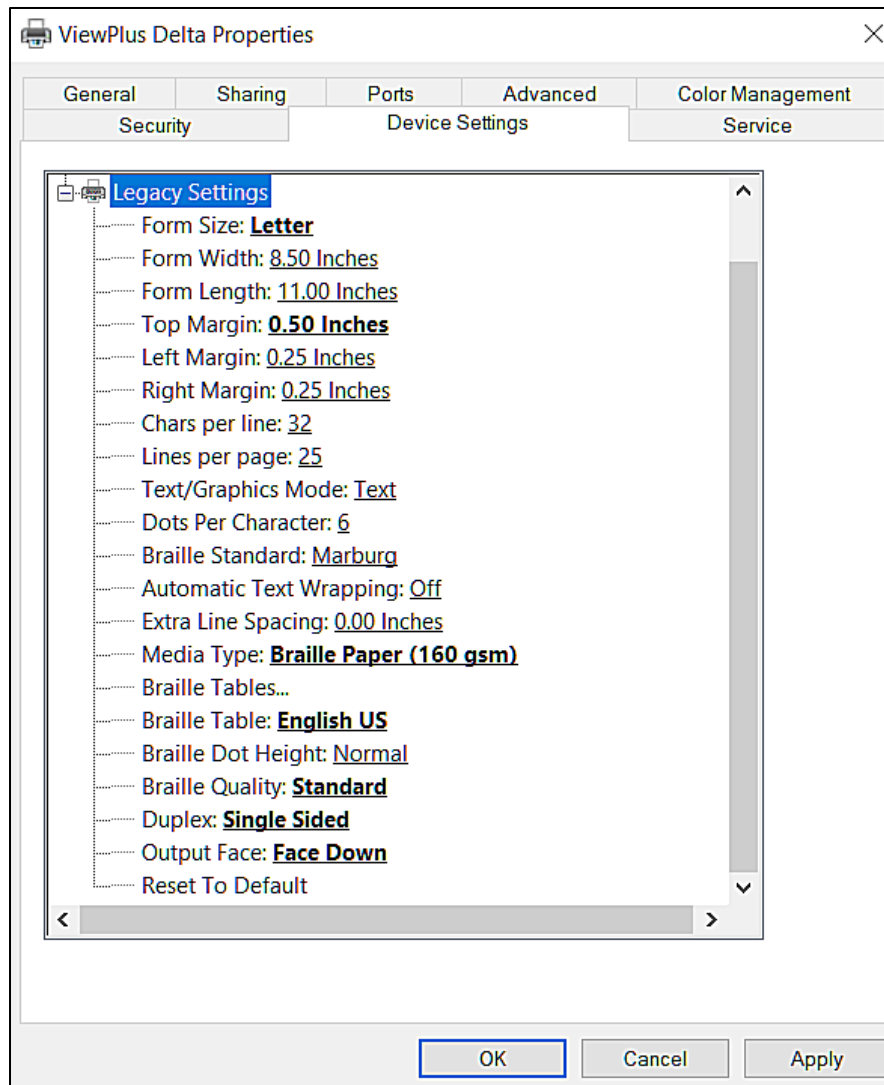 ViewPlus Delta Properties
General Sharing Ports Advanced Color Management
Security Device Settings Service
Legacy Settings
Form Size: Letter
Form Width: 8.50 Inches
Form Length: 11.00 Inches
Top Margin: 0.50 Inches
Left Margin: 0.25 Inches
Right Margin: 0.25 Inches
Chars per line: 32
Lines per page: 25
Text/Graphics Mode: Text
Dots Per Character: 6
Braille Standard: Marburg
Automatic Text Wrapping: Off
Extra Line Spacing: 0.00 Inches
Media Type: Braille Paper (160 gsm)
Braille Tables...
Braille Table: English US
Braille Dot Height: Normal
Braille Quality: Standard
Duplex: Single Sided
Output Face: Face Down
Reset To Default
OK Cancel Apply